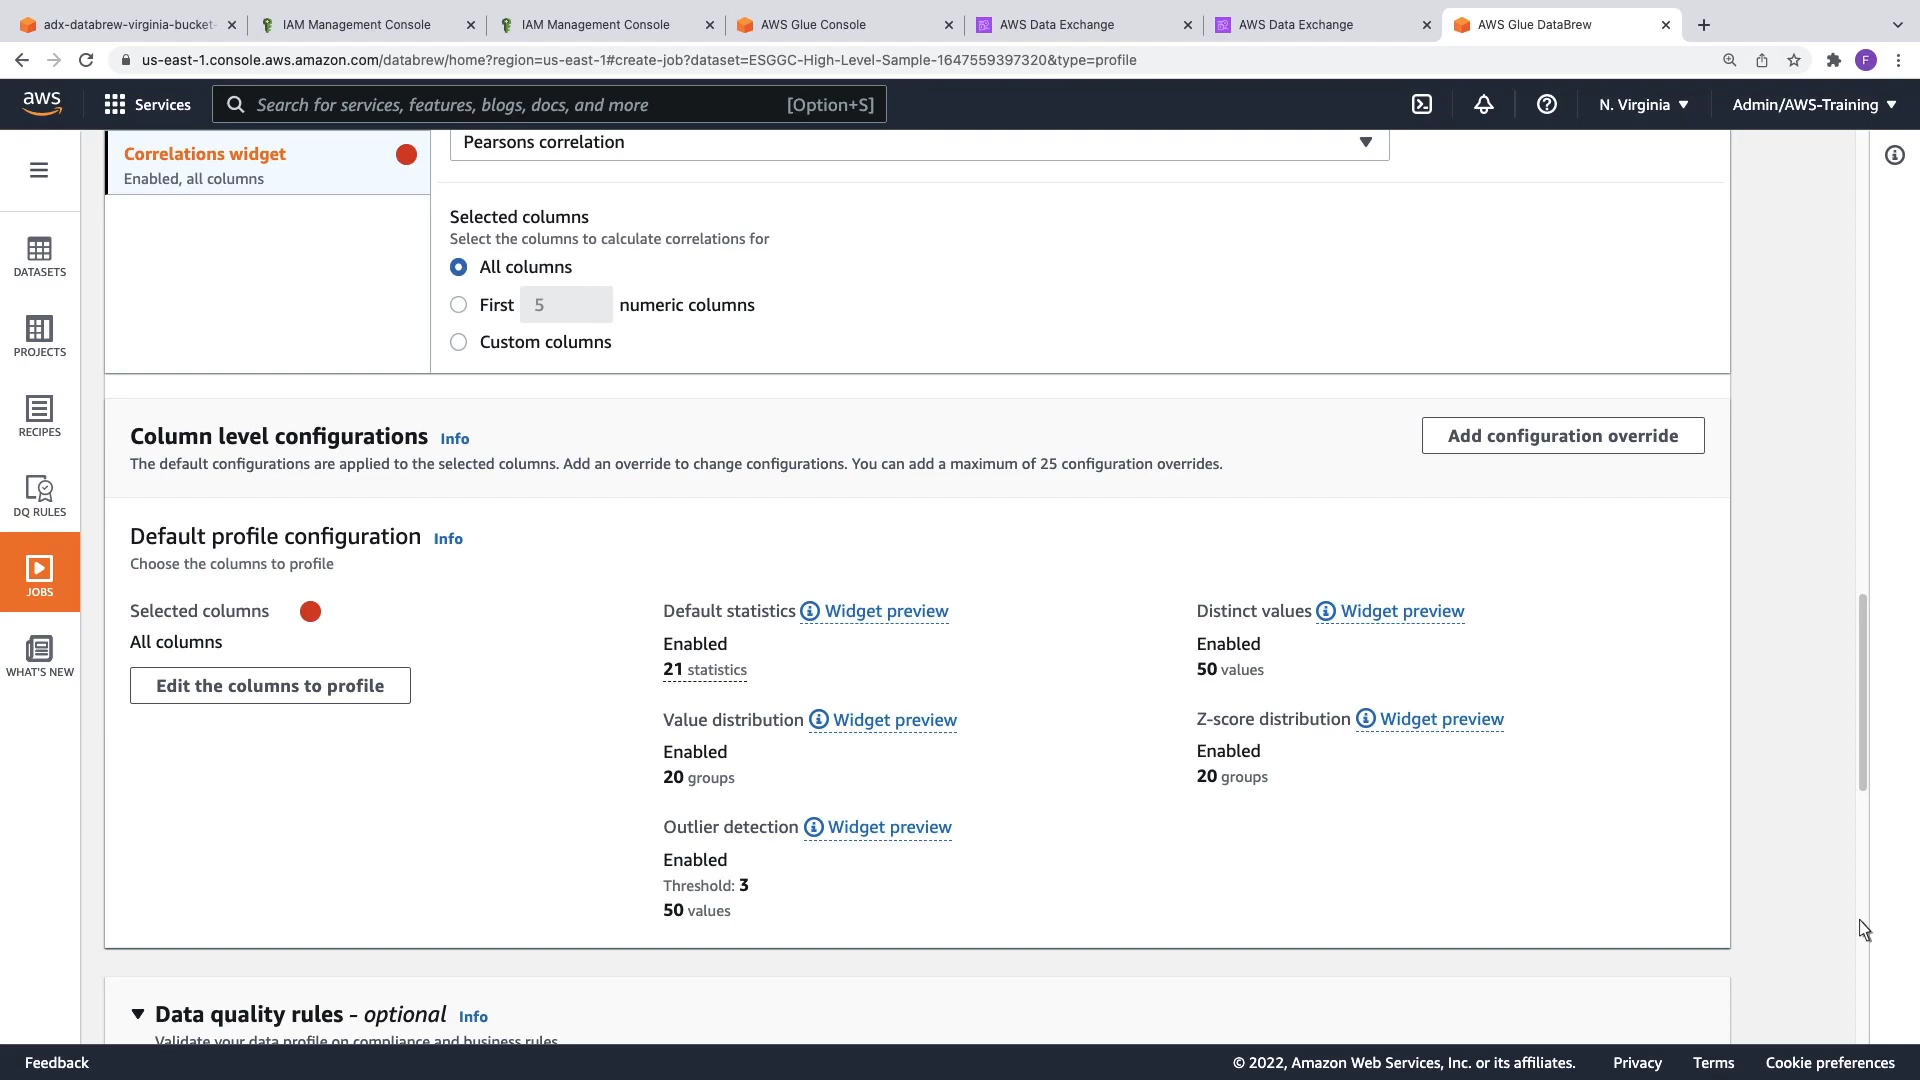 adx-databrew-virginia-bucket-
IAM Management Console
IAM Management Console
AWS Glue Console
AWS Data Exchange
AWS Data Exchange
AWS Glue DataBrew
us-east-1.console.aws.amazon.com/databrew/home?region=us-east-1#create-job?dataset=ESGGC-High-Level-Sample-1647559397320&type=profile
F
aws
Services
Search for services, features, blogs, docs, and more
[Option+S]
N. Virginia
Admin/AWS-Training
Correlations widget
Enabled, all columns
Pearsons correlation
Selected columns
Select the columns to calculate correlations for
All columns
First 5 numeric columns
Custom columns
DATASETS
PROJECTS
RECIPES
DQ RULES
JOBS
WHAT'S NEW
Column level configurations Info
Add configuration override
The default configurations are applied to the selected columns. Add an override to change configurations. You can add a maximum of 25 configuration overrides.
Default profile configuration Info
Choose the columns to profile
Selected columns
All columns
Edit the columns to profile
Default statistics Widget preview
Enabled
21 statistics
Distinct values Widget preview
Enabled
50 values
Value distribution Widget preview
Enabled
20 groups
Z-score distribution Widget preview
Enabled
20 groups
Outlier detection Widget preview
Enabled
Threshold: 3
50 values
Data quality rules - optional Info
Validate your data profile on compliance and business rules
Feedback
© 2022, Amazon Web Services, Inc. or its affiliates.
Privacy
Terms
Cookie preferences